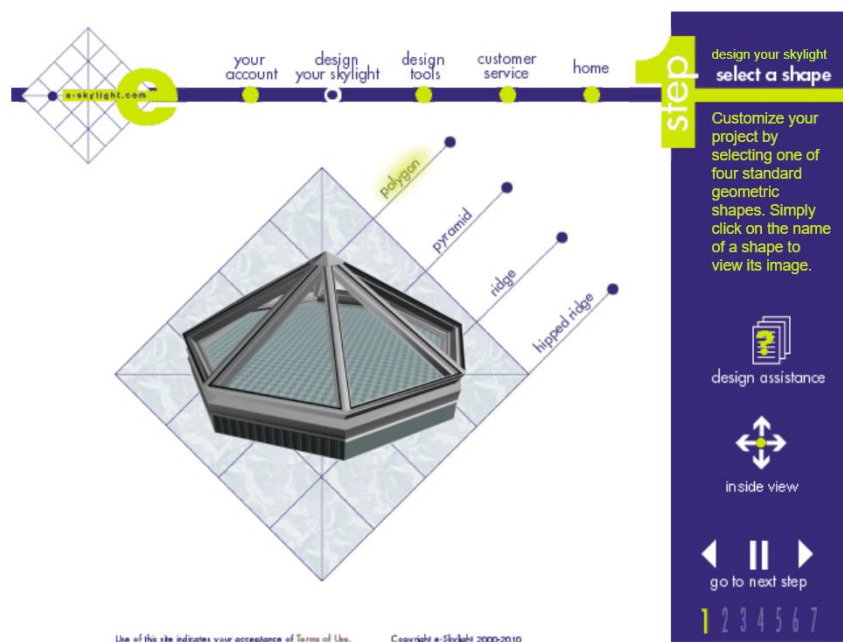 your
account
design
your skylight
design
tools
customer
service
home
e-skylight.com
e
step
1
design your skylight
select a shape
Customize your
project by
selecting one of
four standard
geometric
shapes. Simply
click on the name
of a shape to
view its image.
polygon
pyramid
ridge
hipped ridge
?
design assistance
inside view
go to next step
1 2 3 4 5 6 7
Use of this site indicates your acceptance of Terms of Use. Copyright e-Skylight 2000-2010